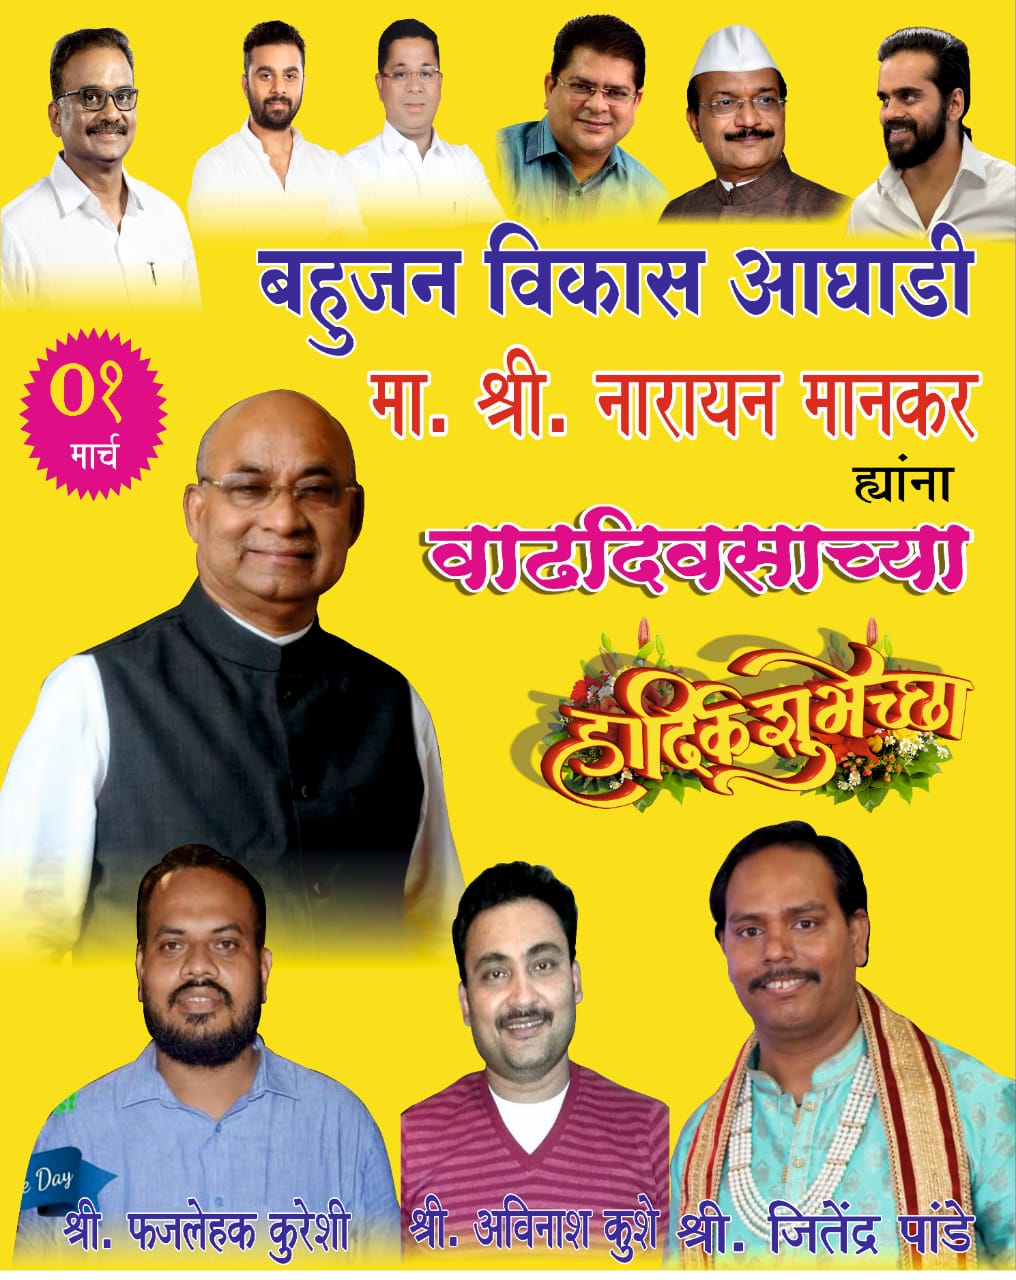 बहुजन विकास आघाडी
०१
मार्च
मा. श्री. नारायन मानकर
ह्यांना
वाढदिवसाच्या
हार्दिक शुभेच्छा
e Day
श्री. फजलेहक कुरेशी
श्री. अविनाश कुशे
श्री. जितेंद्र पांडे